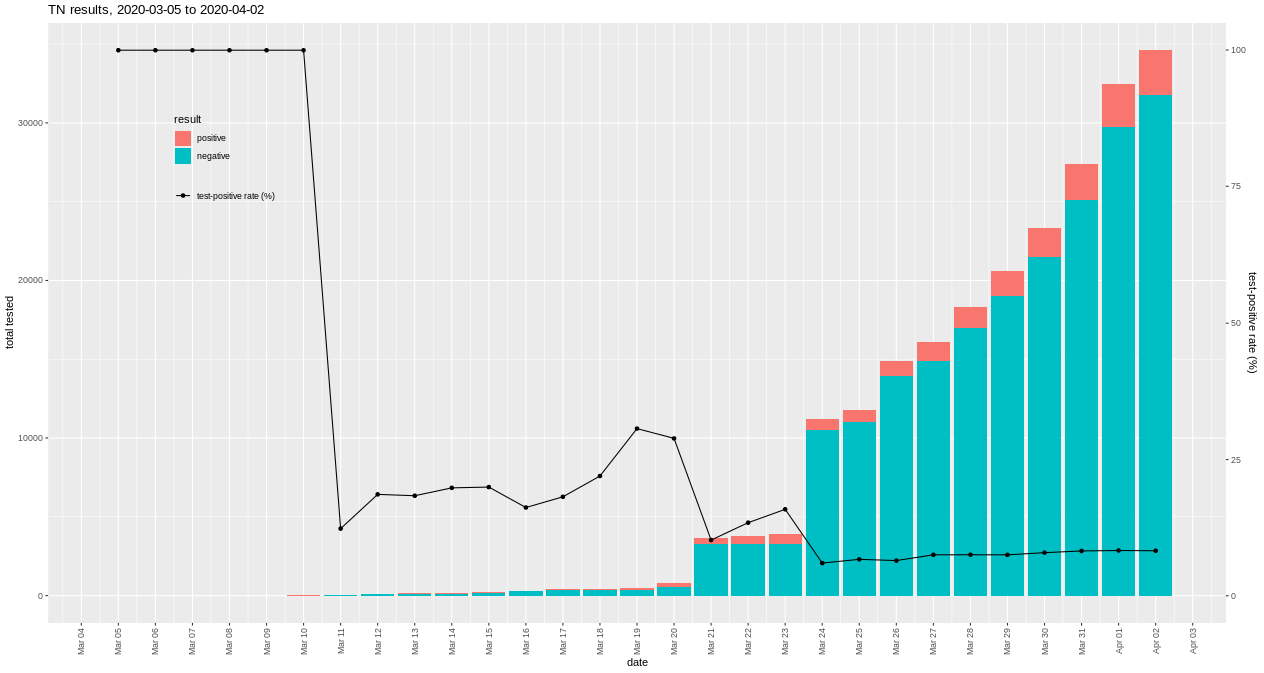 TN results, 2020-03-05 to 2020-04-02
total tested
30000
20000
10000
0
result
positive
negative
test-positive rate (%)
100
75
50
25
0
test-positive rate (%)
Mar 04
Mar 05
Mar 06
Mar 07
Mar 08
Mar 09
Mar 10
Mar 11
Mar 12
Mar 13
Mar 14
Mar 15
Mar 16
Mar 17
Mar 18
Mar 19
Mar 20
Mar 21
Mar 22
Mar 23
Mar 24
Mar 25
Mar 26
Mar 27
Mar 28
Mar 29
Mar 30
Mar 31
Apr 01
Apr 02
Apr 03
date